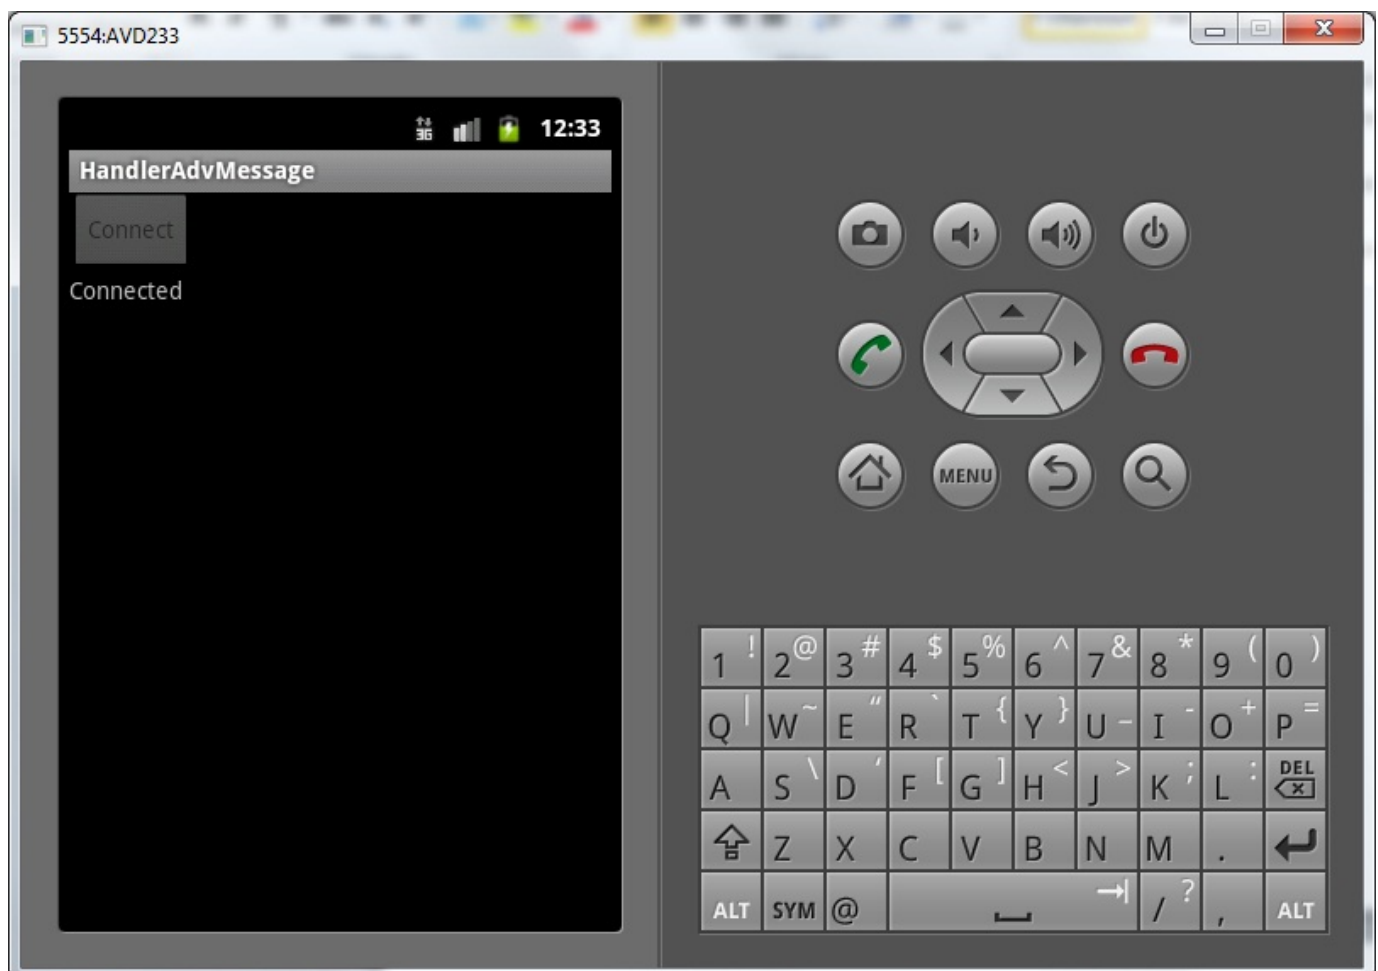 5554:AVD233
3G 12:33
HandlerAdvMessage
Connect
Connected
MENU
1 ! 2 @ 3 # 4 $ 5 % 6 ^ 7 & 8 * 9 ( 0 )
Q | W ~ E " R ` T { Y } U _ I - O + P =
A S \ D ' F [ G ] H < J > K ; L : DEL
Z X C V B N M .
ALT SYM @ / ? , ALT